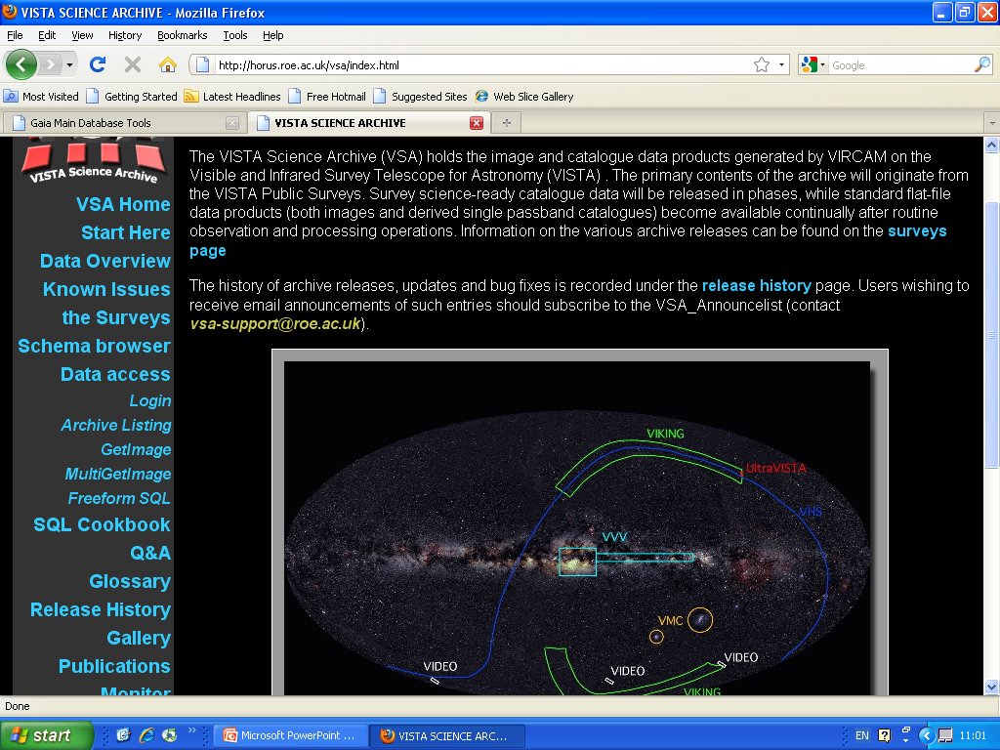 VISTA SCIENCE ARCHIVE - Mozilla Firefox
File Edit View History Bookmarks Tools Help
http://horus.roe.ac.uk/vsa/index.html
Google
Most Visited Getting Started Latest Headlines Free Hotmail Suggested Sites Web Slice Gallery
Gaia Main Database Tools
VISTA SCIENCE ARCHIVE
VISTA Science Archive
VSA Home
Start Here
Data Overview
Known Issues
the Surveys
Schema browser
Data access
Login
Archive Listing
GetImage
MultiGetImage
Freeform SQL
SQL Cookbook
Q&A
Glossary
Release History
Gallery
Publications
Monitor
The VISTA Science Archive (VSA) holds the image and catalogue data products generated by VIRCAM on the
Visible and Infrared Survey Telescope for Astronomy (VISTA) . The primary contents of the archive will originate from
the VISTA Public Surveys. Survey science-ready catalogue data will be released in phases, while standard flat-file
data products (both images and derived single passband catalogues) become available continually after routine
observation and processing operations. Information on the various archive releases can be found on the surveys
page
The history of archive releases, updates and bug fixes is recorded under the release history page. Users wishing to
receive email announcements of such entries should subscribe to the VSA_Announcelist (contact
vsa-support@roe.ac.uk).
VIKING
UltraVISTA
VHS
VVV
VMC
VIDEO
VIDEO
VIDEO
VIKING
Done
start
Microsoft PowerPoint ...
VISTA SCIENCE ARC...
EN
11:01